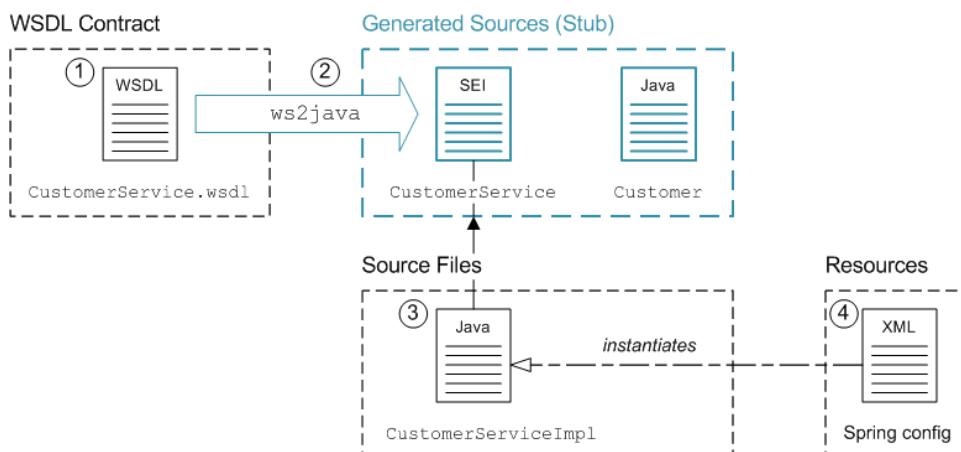 WSDL Contract
Generated Sources (Stub)
1
2
WSDL
SEI
Java
ws2java
CustomerService.wsdl
CustomerService
Customer
Source Files
Resources
3
Java
4
XML
instantiates
CustomerServiceImpl
Spring config